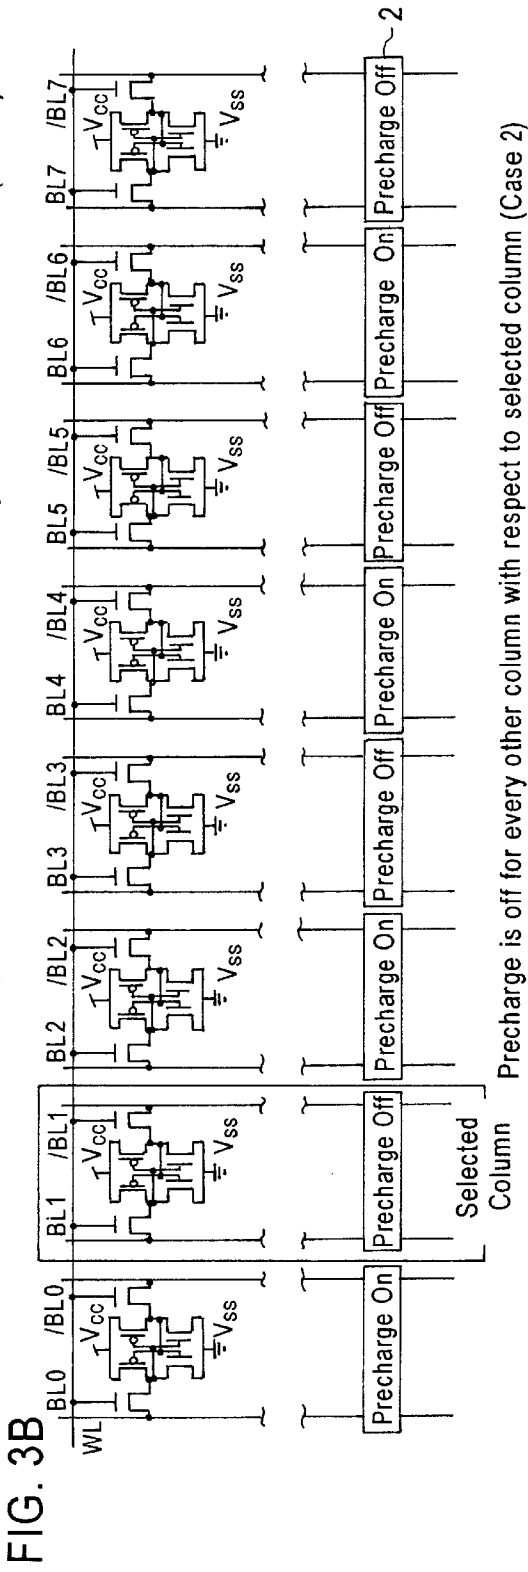 FIG. 3B
BL0 /BL0 BL1 /BL1 BL2 /BL2 BL3 /BL3 BL4 /BL4 BL5 /BL5 BL6 /BL6 BL7 /BL7
WL
VCC VCC VCC VCC VCC VCC VCC VCC
VSS VSS VSS VSS VSS VSS VSS VSS
Precharge On Precharge Off Precharge On Precharge Off Precharge On Precharge Off Precharge On Precharge Off 2
Selected
Column
Precharge is off for every other column with respect to selected column (Case 2)